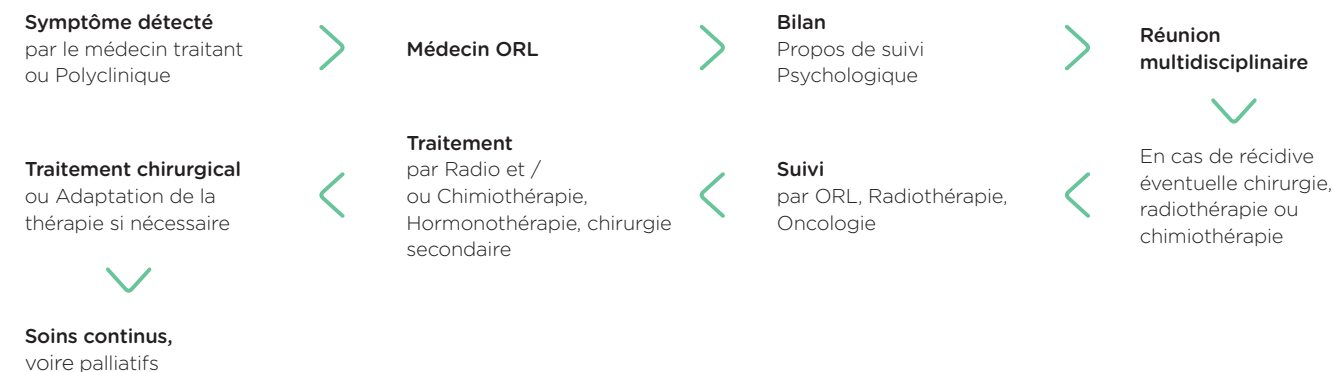 Symptôme détecté
par le médecin traitant
ou Polyclinique
Médecin ORL
Bilan
Propos de suivi
Psychologique
Réunion
multidisciplinaire
En cas de récidive
éventuelle chirurgie,
radiothérapie ou
chimiothérapie
Suivi
par ORL, Radiothérapie,
Oncologie
Traitement
par Radio et /
ou Chimiothérapie,
Hormonothérapie, chirurgie
secondaire
Traitement chirurgical
ou Adaptation de la
thérapie si nécessaire
Soins continus,
voire palliatifs